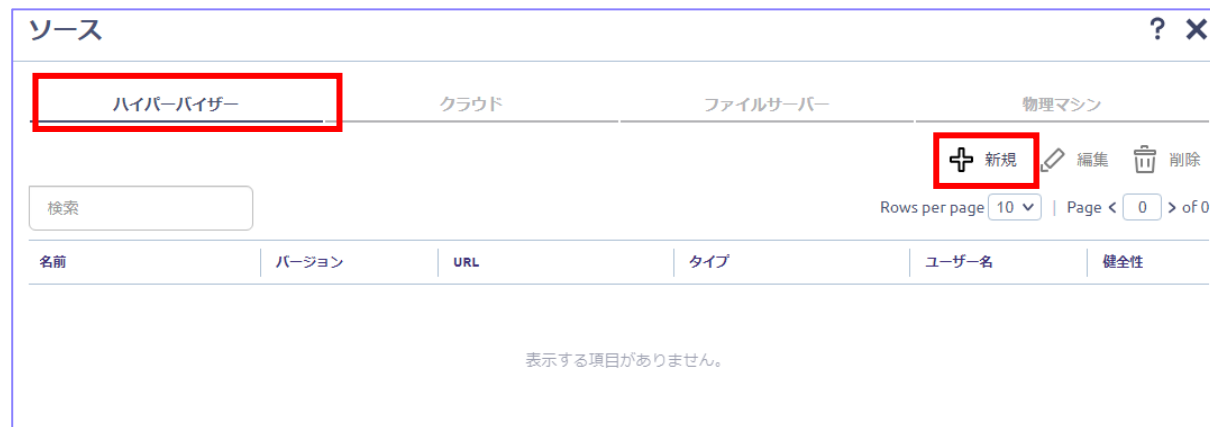 ソース ?
ハイパーバイザー クラウド ファイルサーバー 物理マシン
新規 編集 削除
検索 Rows per page 10 | Page < 0 > of 0
名前 バージョン URL タイプ ユーザー名 健全性
表示する項目がありません。